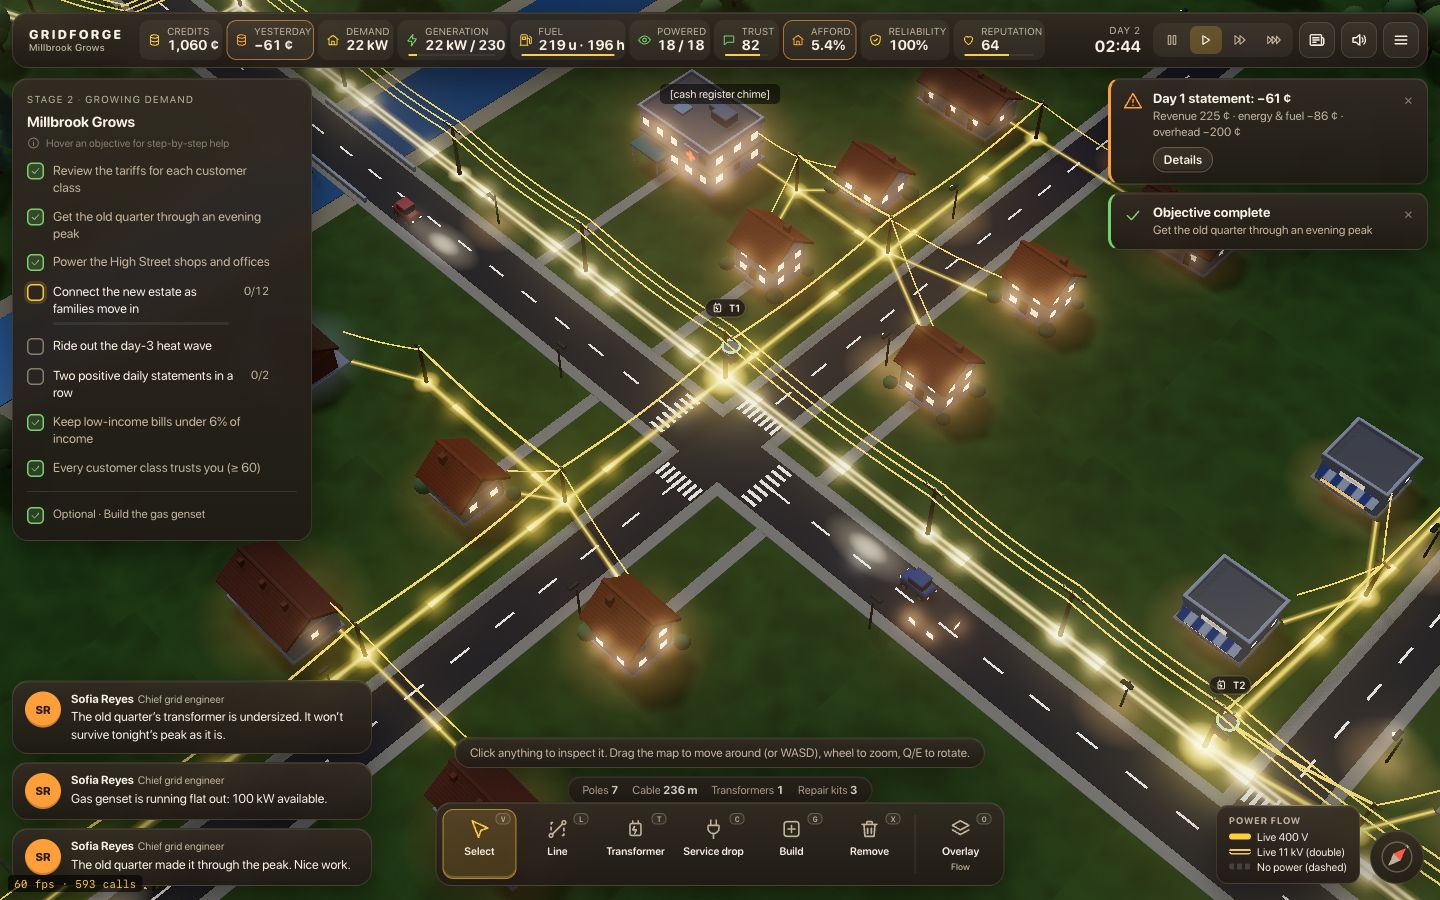 GRIDFORGE
Millbrook Grows
CREDITS
1,060 ¢
YESTERDAY
−61 ¢
DEMAND
22 kW
GENERATION
22 kW / 230
FUEL
219 u · 196 h
POWERED
18 / 18
TRUST
82
AFFORD.
5.4%
RELIABILITY
100%
REPUTATION
64
DAY 2
02:44
STAGE 2 · GROWING DEMAND
Millbrook Grows
Hover an objective for step-by-step help
Review the tariffs for each customer
class
Get the old quarter through an evening
peak
Power the High Street shops and offices
Connect the new estate as
families move in
0/12
Ride out the day-3 heat wave
Two positive daily statements in a
row
0/2
Keep low-income bills under 6% of
income
Every customer class trusts you (≥ 60)
Optional · Build the gas genset
[cash register chime]
Day 1 statement: −61 ¢
Revenue 225 ¢ · energy & fuel −86 ¢ ·
overhead −200 ¢
Details
Objective complete
Get the old quarter through an evening peak
T1
T2
SR
Sofia Reyes Chief grid engineer
The old quarter's transformer is undersized. It won't
survive tonight's peak as it is.
SR
Sofia Reyes Chief grid engineer
Gas genset is running flat out: 100 kW available.
SR
Sofia Reyes Chief grid engineer
The old quarter made it through the peak. Nice work.
60 fps · 593 calls
Click anything to inspect it. Drag the map to move around (or WASD), wheel to zoom, Q/E to rotate.
Poles 7 Cable 236 m Transformers 1 Repair kits 3
V
Select
L
Line
T
Transformer
C
Service drop
G
Build
X
Remove
O
Overlay
Flow
POWER FLOW
Live 400 V
Live 11 kV (double)
No power (dashed)